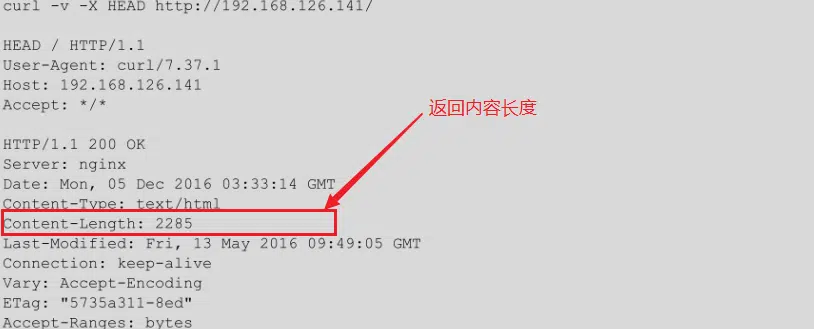 curl -v -X HEAD http://192.168.126.141/
HEAD / HTTP/1.1
User-Agent: curl/7.37.1
Host: 192.168.126.141
Accept: */*
返回内容长度
HTTP/1.1 200 OK
Server: nginx
Date: Mon, 05 Dec 2016 03:33:14 GMT
Content-Type: text/html
Content-Length: 2285
Last-Modified: Fri, 13 May 2016 09:49:05 GMT
Connection: keep-alive
Vary: Accept-Encoding
ETag: "5735a311-8ed"
Accept-Ranges: bytes